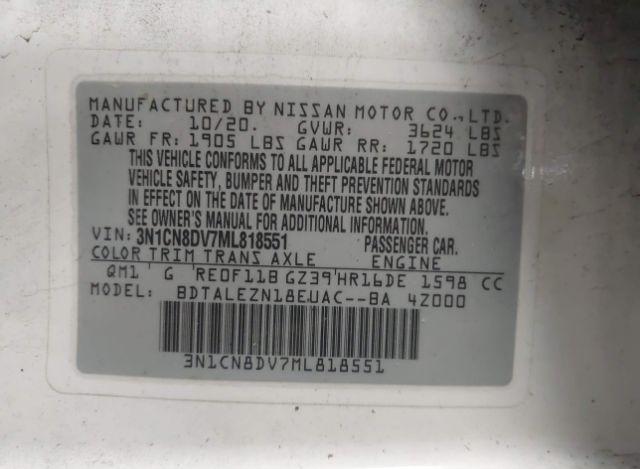 MANUFACTURED BY NISSAN MOTOR CO., LTD.
DATE: 10/20. GVWR: 3624 LBS
GAWR FR: 1905 LBS GAWR RR: 1720 LBS
THIS VEHICLE CONFORMS TO ALL APPLICABLE FEDERAL MOTOR
VEHICLE SAFETY, BUMPER AND THEFT PREVENTION STANDARDS
IN EFFECT ON THE DATE OF MANUFACTURE SHOWN ABOVE.
SEE OWNER'S MANUAL FOR ADDITIONAL INFORMATION.
VIN: 3N1CN8DV7ML818551 PASSENGER CAR.
COLOR TRIM TRANS AXLE ENGINE
QM1 G RE0F11B GZ39 HR16DE 1598 CC
MODEL: BDTALEZN18EUAC--BA 4Z000
3N1CN8DV7ML818551